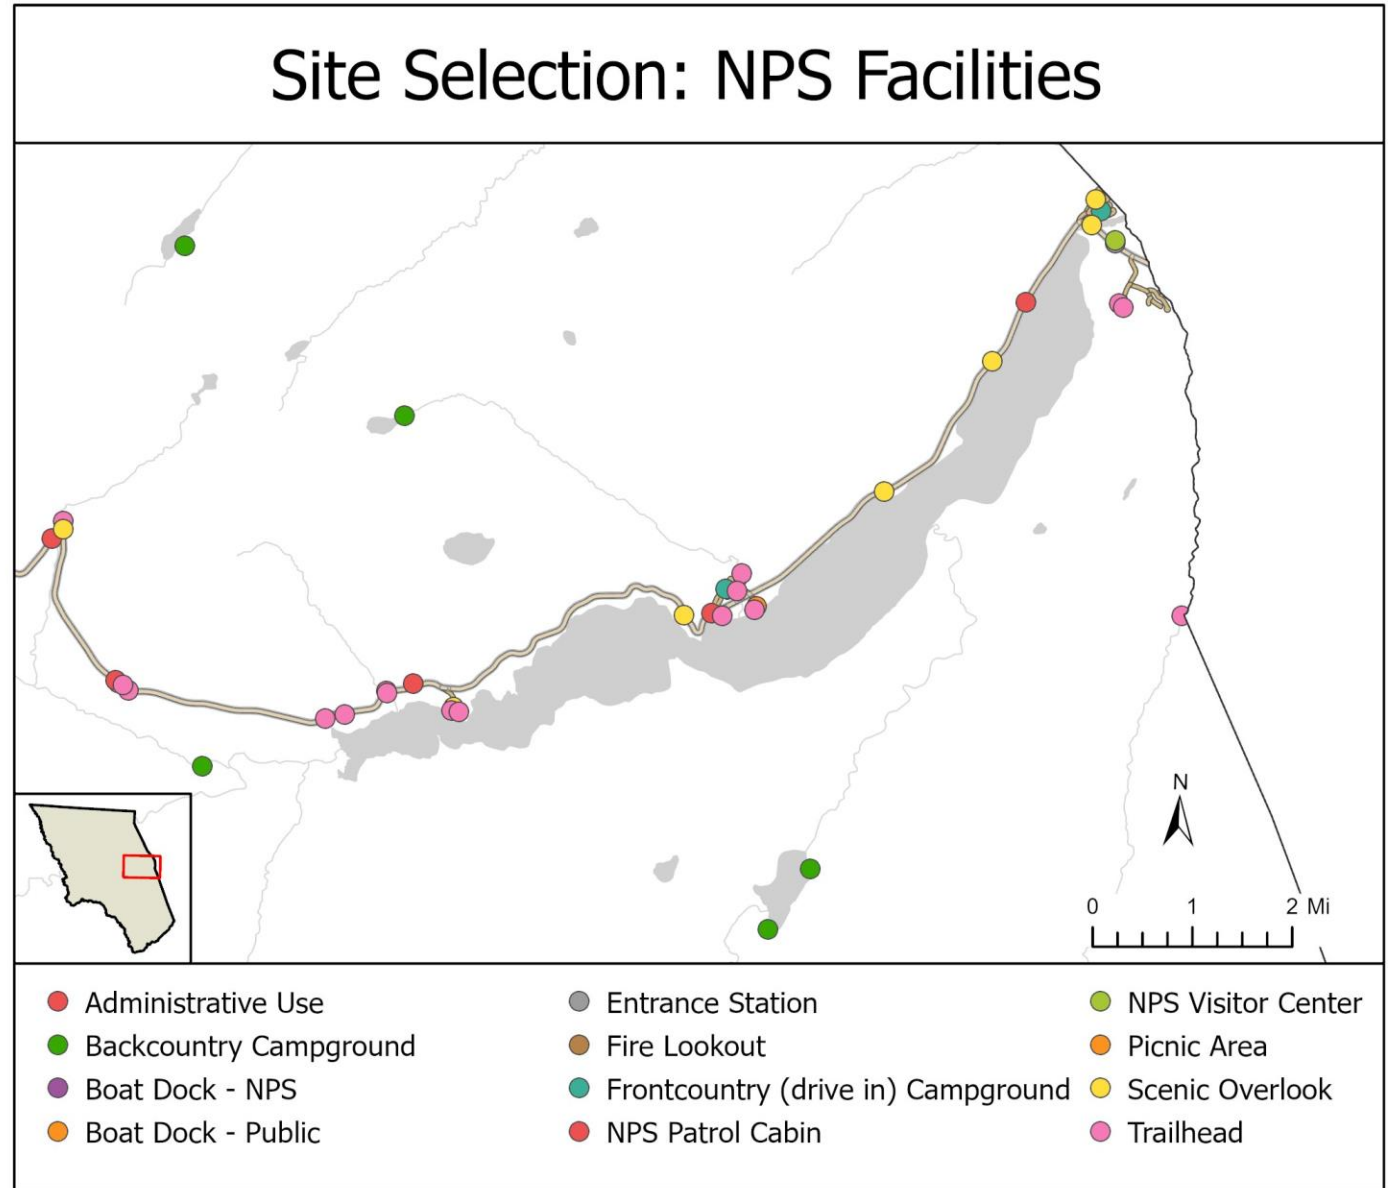 Site Selection: NPS Facilities
N
0 1 2 Mi
Administrative Use
Backcountry Campground
Boat Dock - NPS
Boat Dock - Public
Entrance Station
Fire Lookout
Frontcountry (drive in) Campground
NPS Patrol Cabin
NPS Visitor Center
Picnic Area
Scenic Overlook
Trailhead